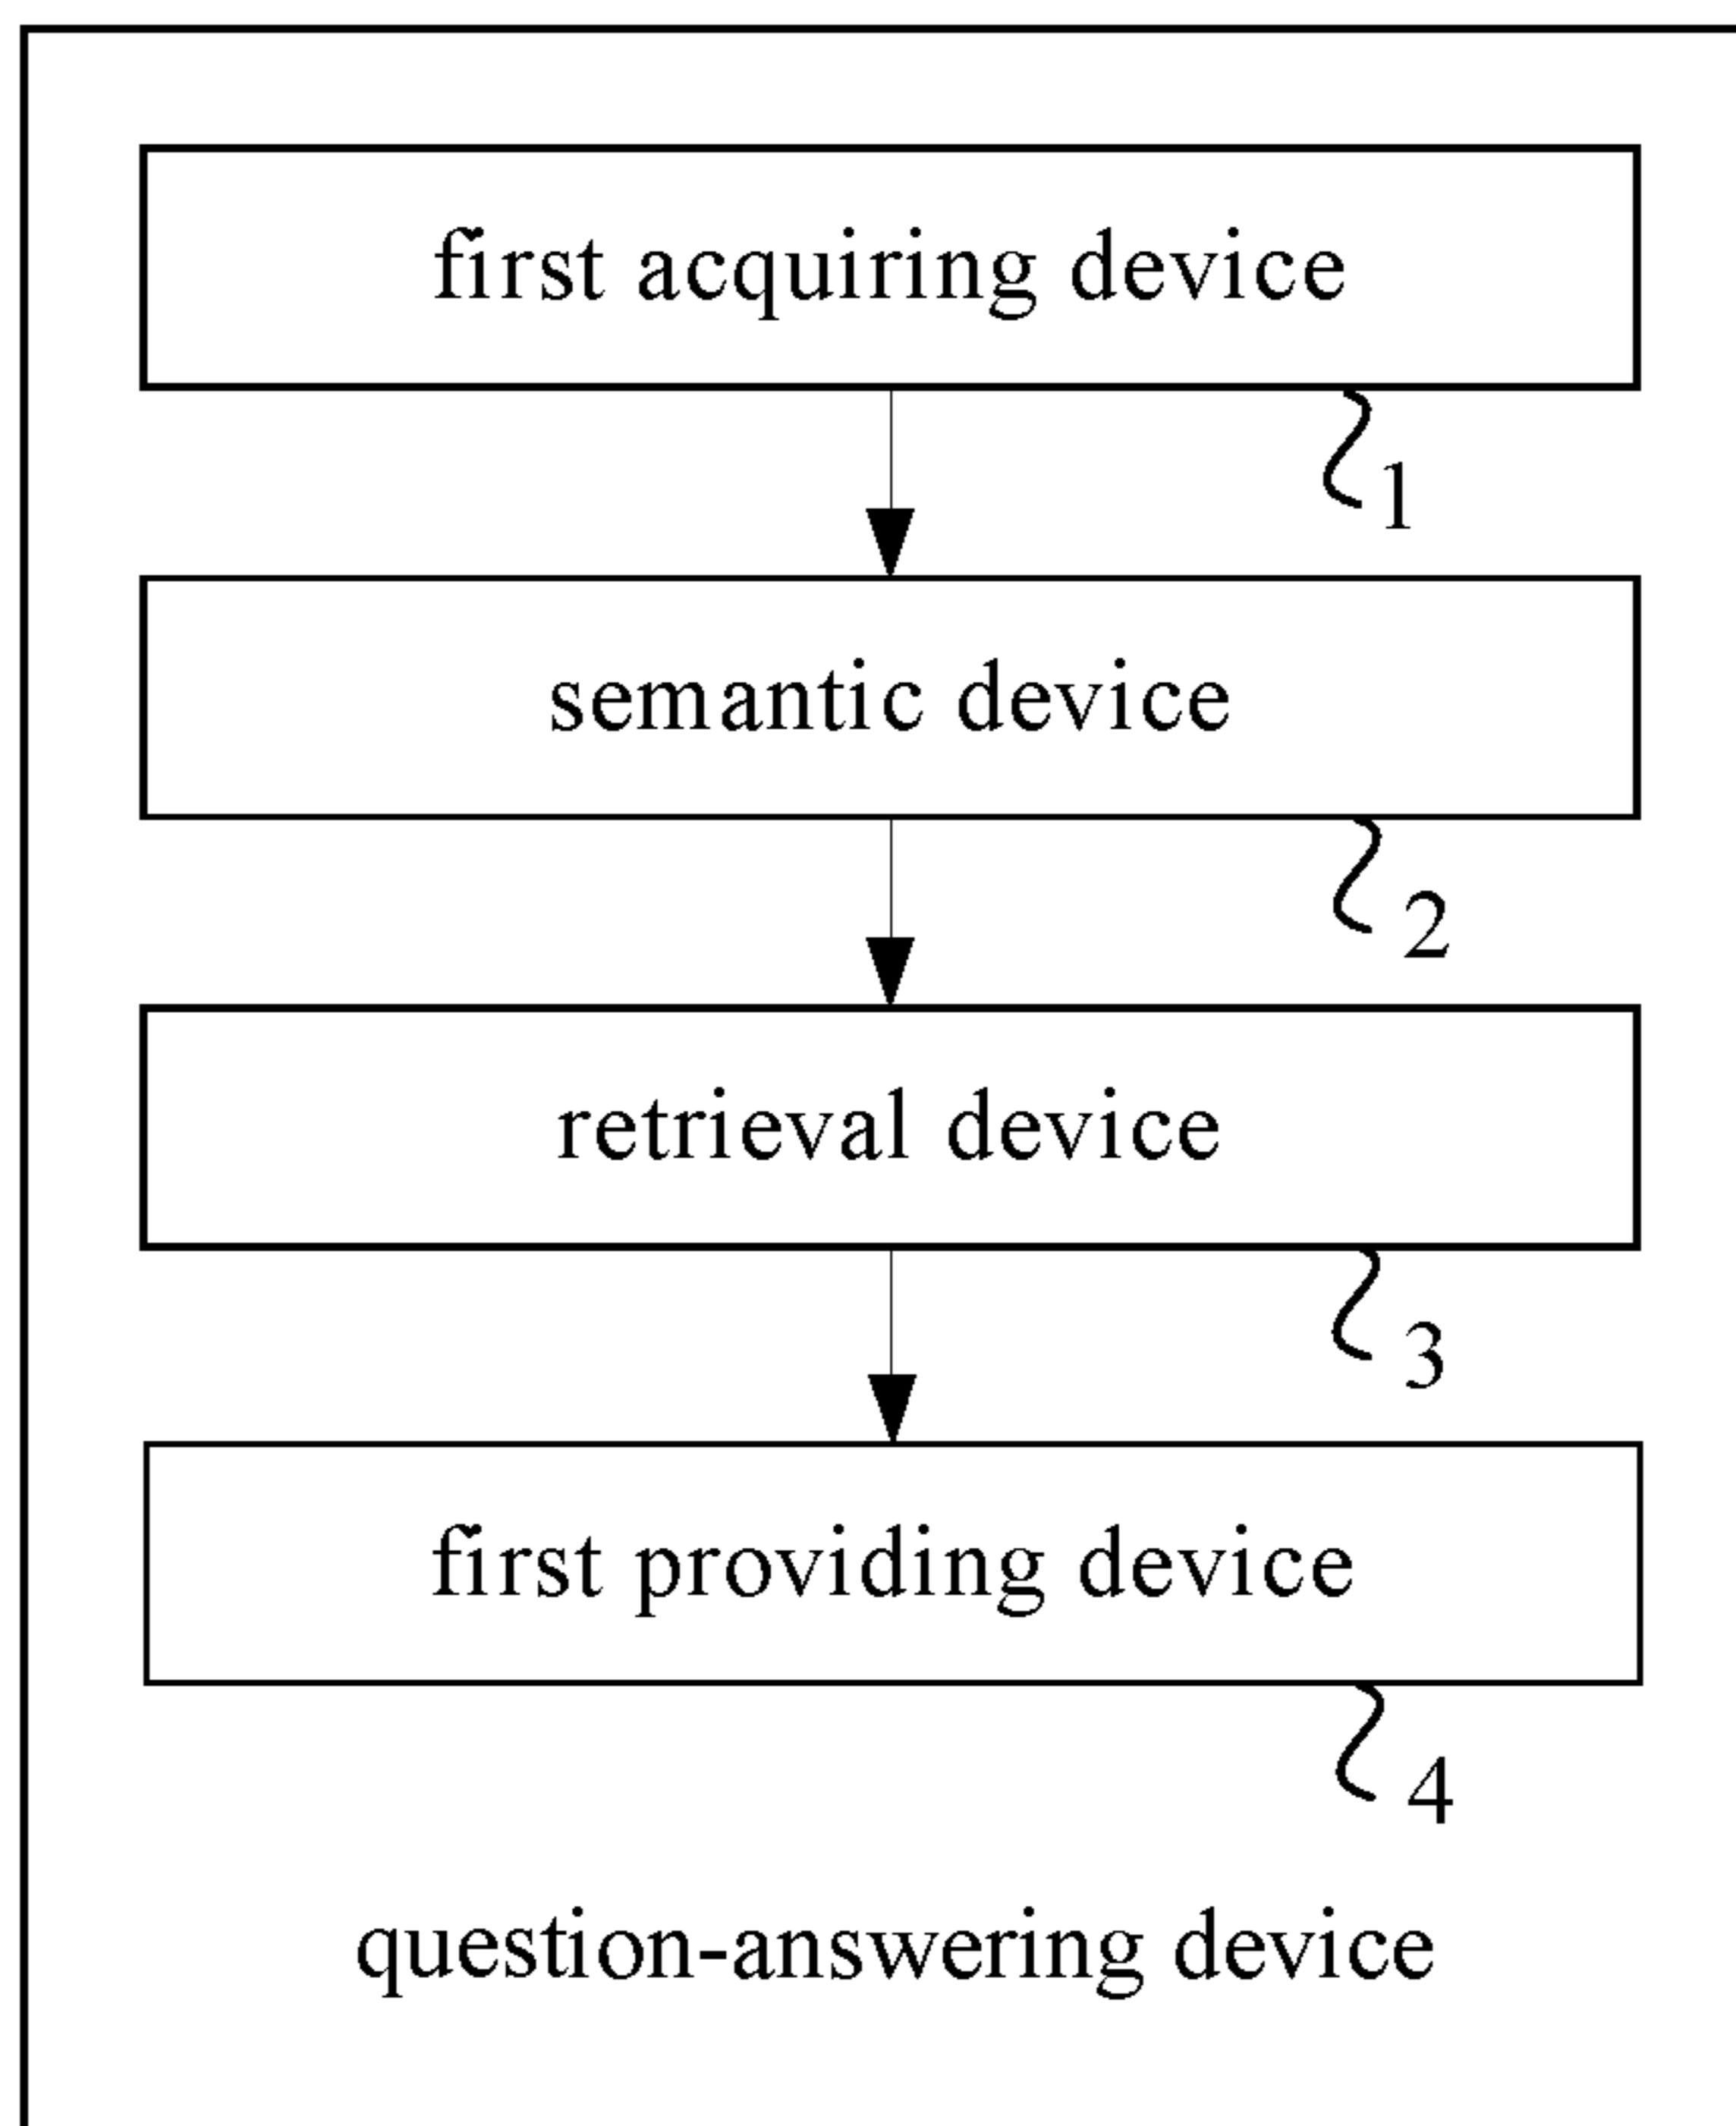 first acquiring device
1
semantic device
2
retrieval device
3
first providing device
4
question-answering device